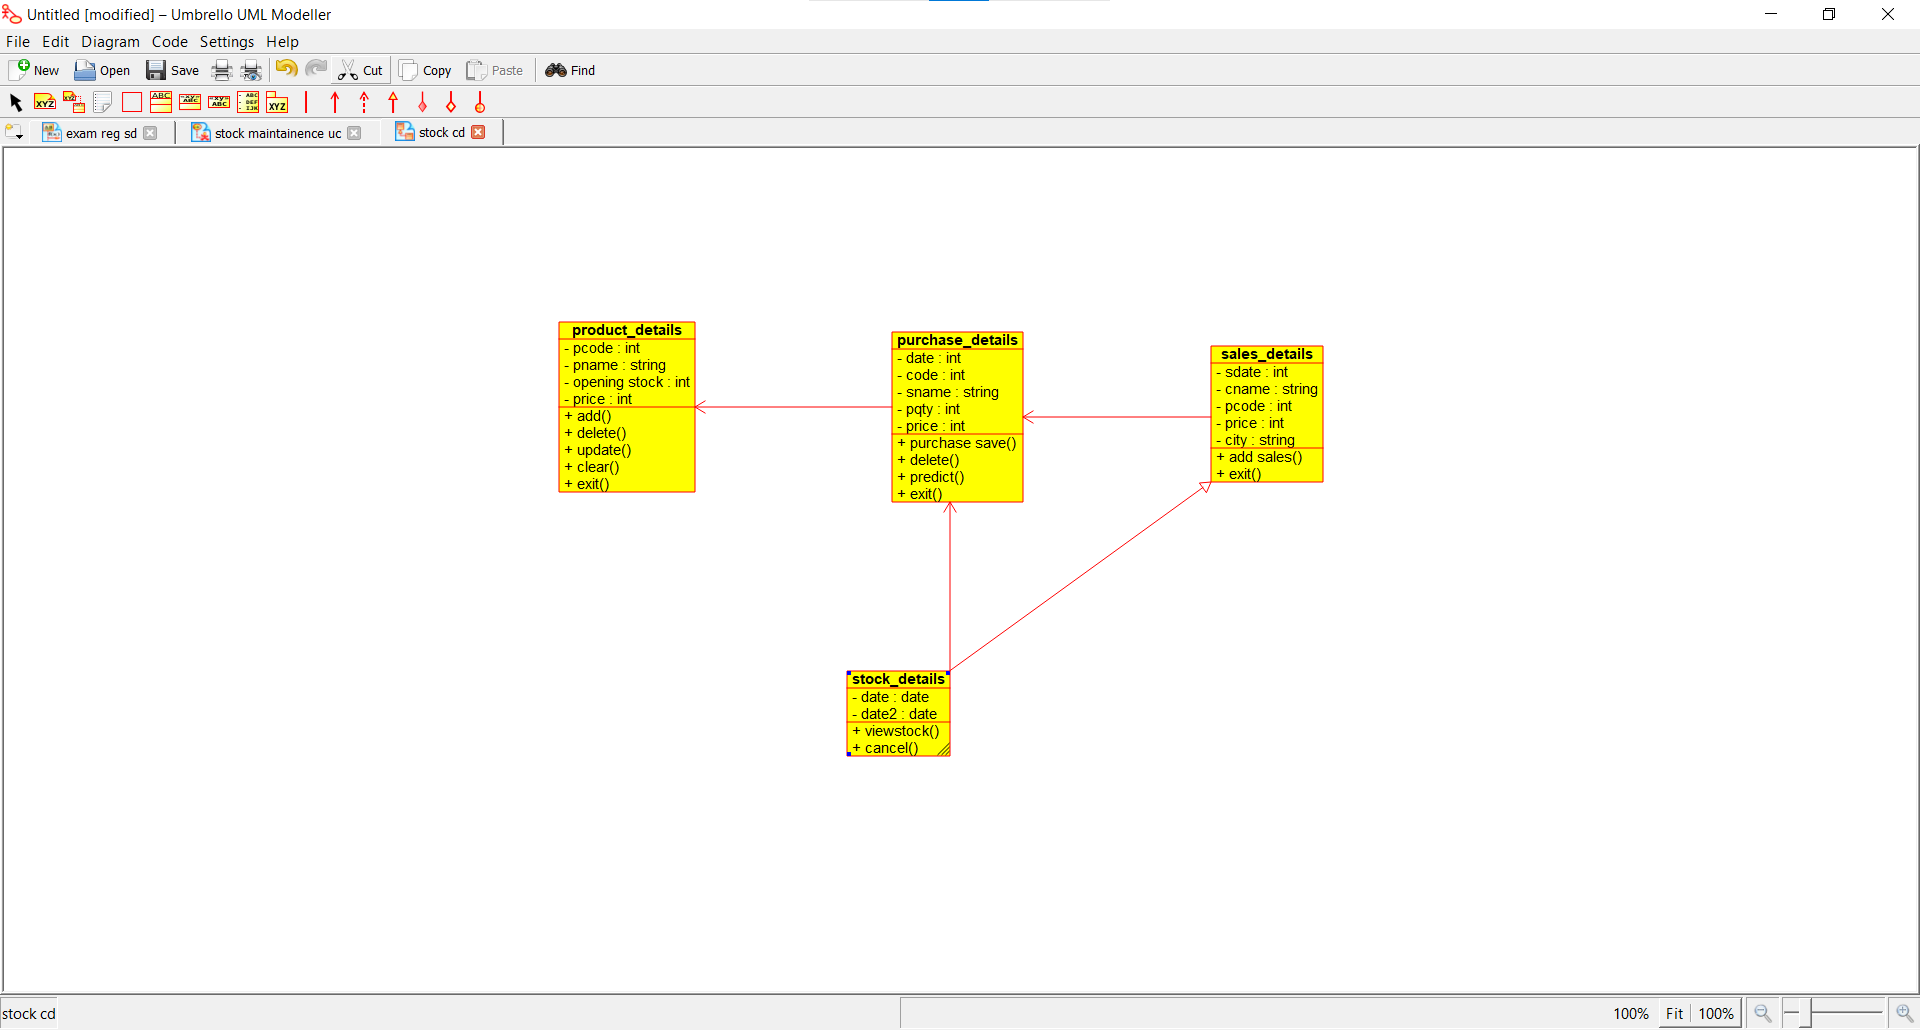 Untitled [modified] – Umbrello UML Modeller
File Edit Diagram Code Settings Help
New Open Save Cut Copy Paste Find
exam reg sd stock maintainence uc stock cd
product_details
- pcode : int
- pname : string
- opening stock : int
- price : int
+ add()
+ delete()
+ update()
+ clear()
+ exit()
purchase_details
- date : int
- code : int
- sname : string
- pqty : int
- price : int
+ purchase save()
+ delete()
+ predict()
+ exit()
sales_details
- sdate : int
- cname : string
- pcode : int
- price : int
- city : string
+ add sales()
+ exit()
stock_details
- date : date
- date2 : date
+ viewstock()
+ cancel()
stock cd 100% Fit 100%